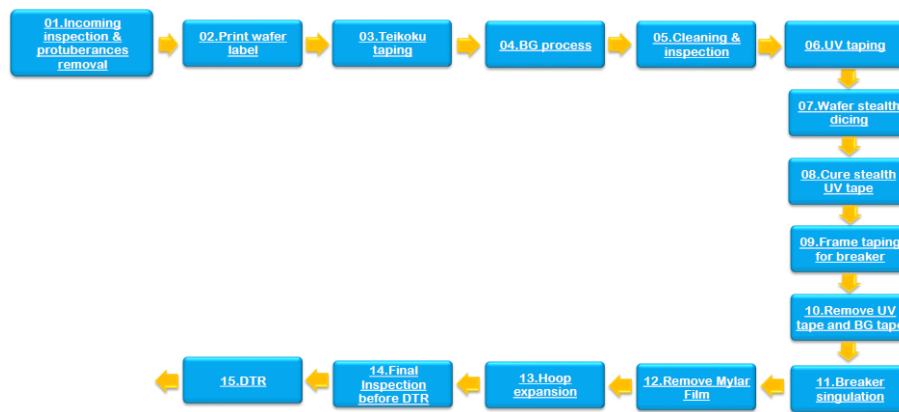 01.Incoming
inspection &
protuberances
removal
02.Print wafer
label
03.Teikoku
taping
04.BG process
05.Cleaning &
inspection
06.UV taping
07.Wafer stealth
dicing
08.Cure stealth
UV tape
09.Frame taping
for breaker
10.Remove UV
tape and BG tape
11.Breaker
singulation
12.Remove Mylar
Film
13.Hoop
expansion
14.Final
Inspection
before DTR
15.DTR